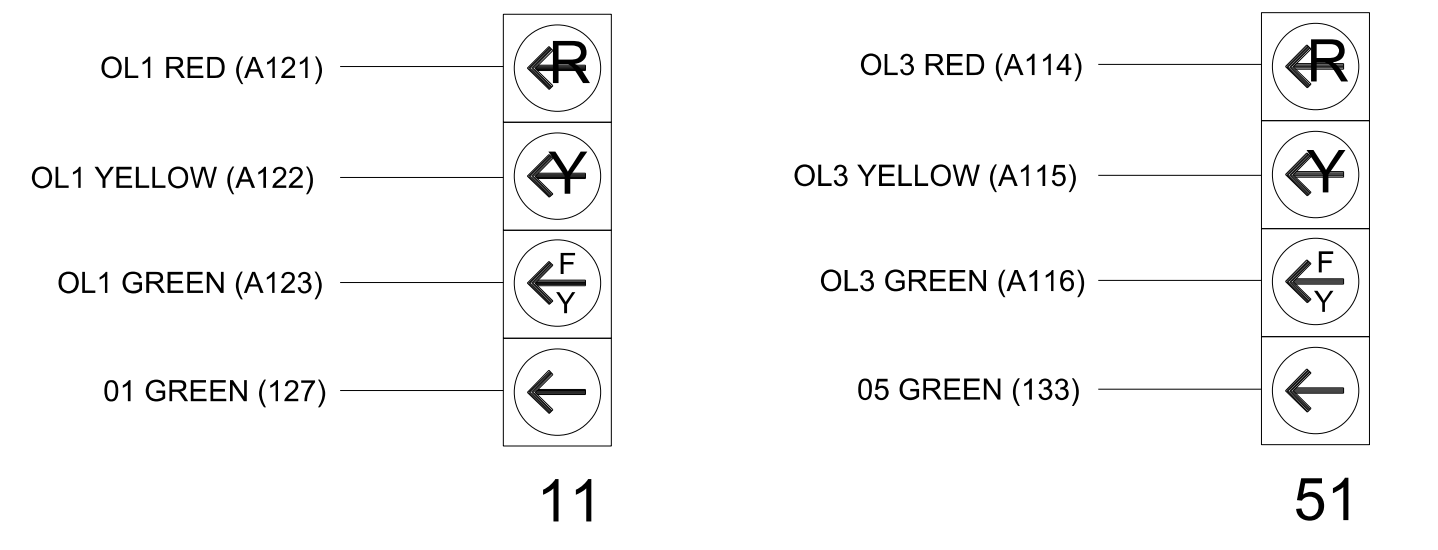 OL1 RED (A121)
R
OL1 YELLOW (A122)
Y
OL1 GREEN (A123)
F
Y
01 GREEN (127)
11
OL3 RED (A114)
R
OL3 YELLOW (A115)
Y
OL3 GREEN (A116)
F
Y
05 GREEN (133)
51